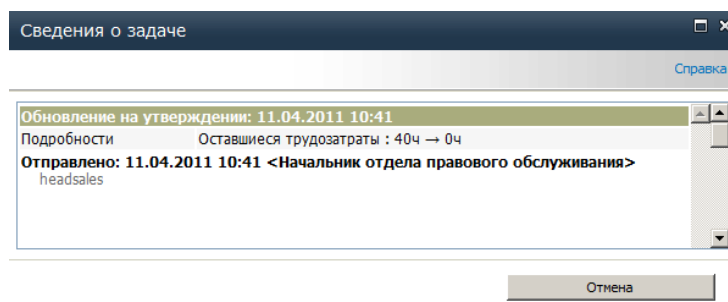 Сведения о задаче
Справка
Обновление на утверждении: 11.04.2011 10:41
Подробности Оставшиеся трудозатраты : 40ч → 0ч
Отправлено: 11.04.2011 10:41 <Начальник отдела правового обслуживания>
headsales
Отмена